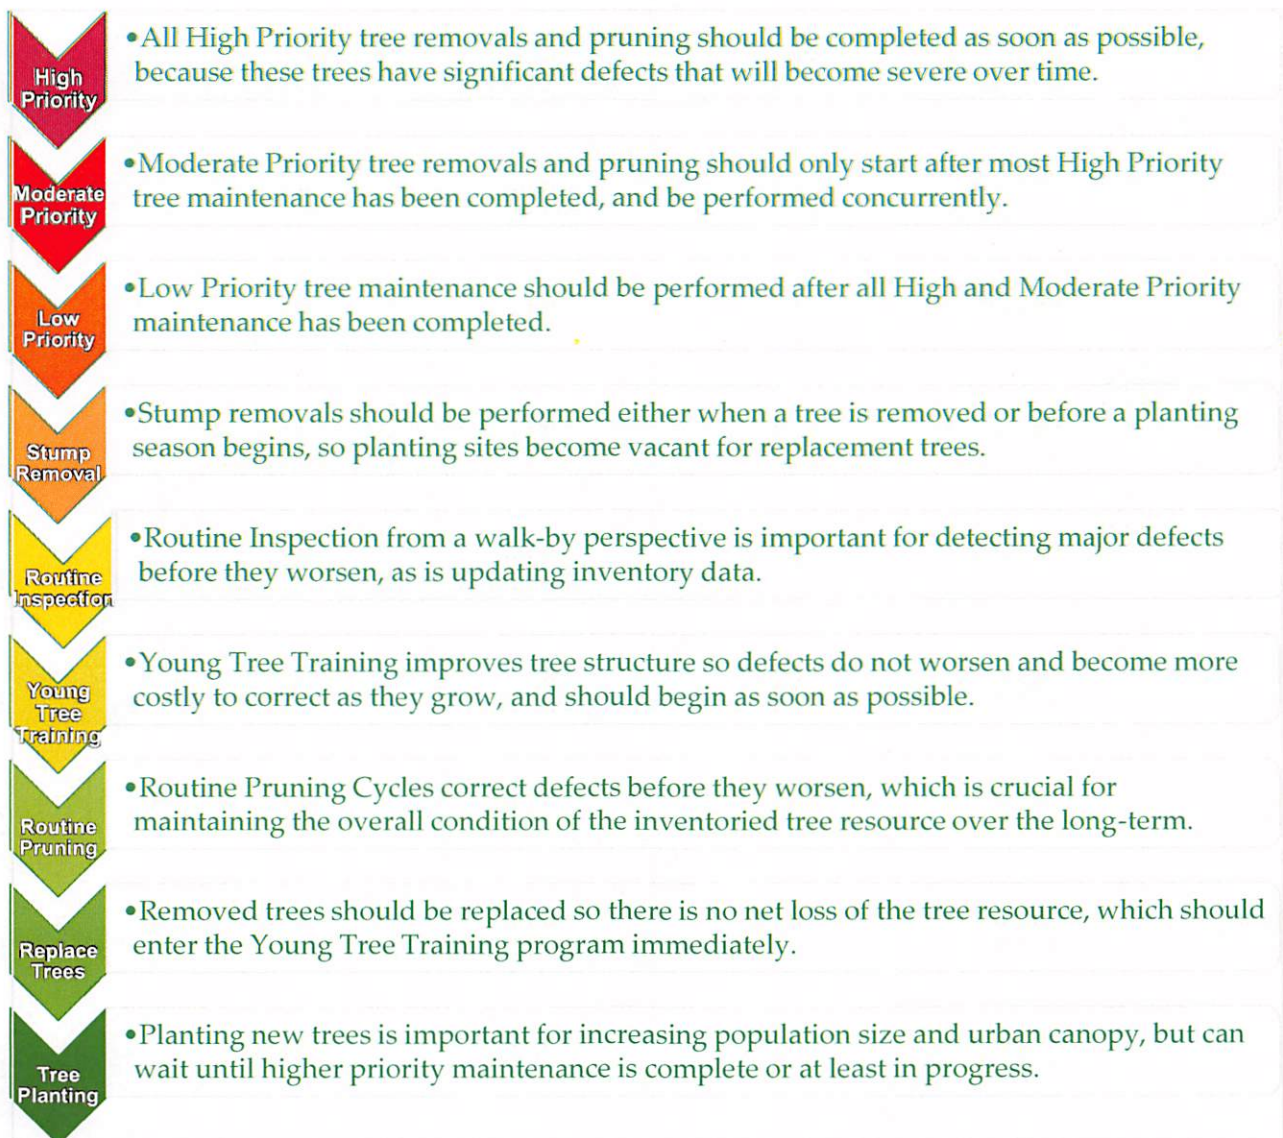 High
Priority
•All High Priority tree removals and pruning should be completed as soon as possible,
because these trees have significant defects that will become severe over time.
Moderate
Priority
•Moderate Priority tree removals and pruning should only start after most High Priority
tree maintenance has been completed, and be performed concurrently.
Low
Priority
•Low Priority tree maintenance should be performed after all High and Moderate Priority
maintenance has been completed.
Stump
Removal
•Stump removals should be performed either when a tree is removed or before a planting
season begins, so planting sites become vacant for replacement trees.
Routine
Inspection
•Routine Inspection from a walk-by perspective is important for detecting major defects
before they worsen, as is updating inventory data.
Young
Tree
Training
•Young Tree Training improves tree structure so defects do not worsen and become more
costly to correct as they grow, and should begin as soon as possible.
Routine
Pruning
•Routine Pruning Cycles correct defects before they worsen, which is crucial for
maintaining the overall condition of the inventoried tree resource over the long-term.
Replace
Trees
•Removed trees should be replaced so there is no net loss of the tree resource, which should
enter the Young Tree Training program immediately.
Tree
Planting
•Planting new trees is important for increasing population size and urban canopy, but can
wait until higher priority maintenance is complete or at least in progress.